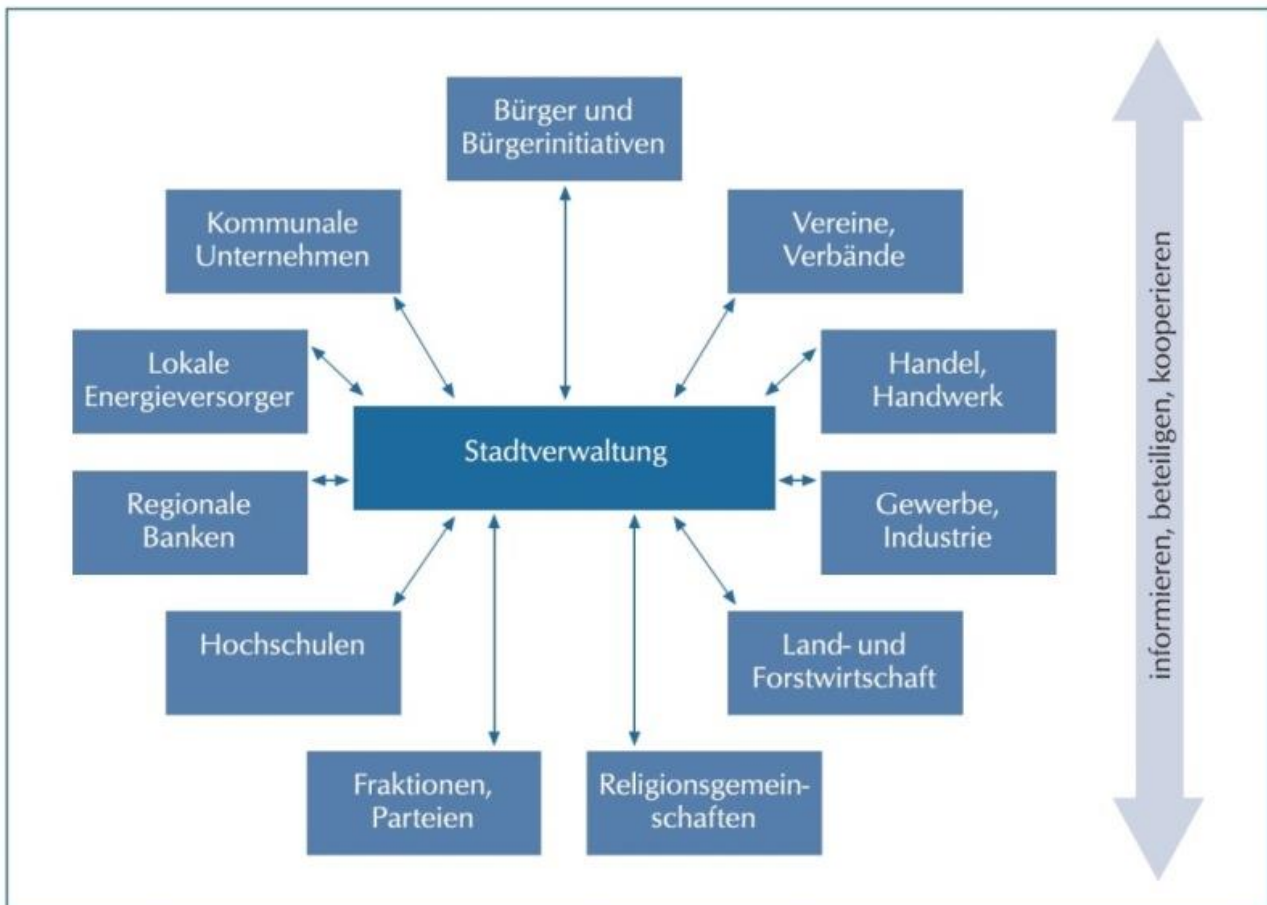 Bürger und
Bürgerinitiativen
Kommunale
Unternehmen
Vereine,
Verbände
Lokale
Energieversorger
Handel,
Handwerk
Stadtverwaltung
Regionale
Banken
Gewerbe,
Industrie
Hochschulen
Land- und
Forstwirtschaft
Fraktionen,
Parteien
Religionsgemein-
schaften
informieren, beteiligen, kooperieren